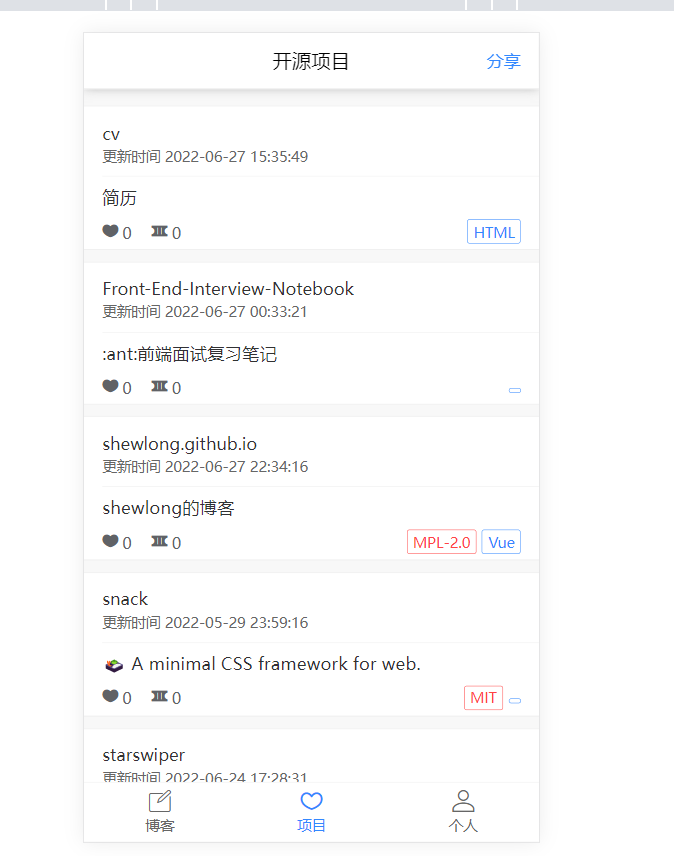 开源项目 分享
cv
更新时间 2022-06-27 15:35:49
简历
0 0 HTML
Front-End-Interview-Notebook
更新时间 2022-06-27 00:33:21
:ant:前端面试复习笔记
0 0
shewlong.github.io
更新时间 2022-06-27 22:34:16
shewlong的博客
0 0 MPL-2.0 Vue
snack
更新时间 2022-05-29 23:59:16
A minimal CSS framework for web.
0 0 MIT
starswiper
更新时间 2022-06-24 17:28:31
博客 项目 个人